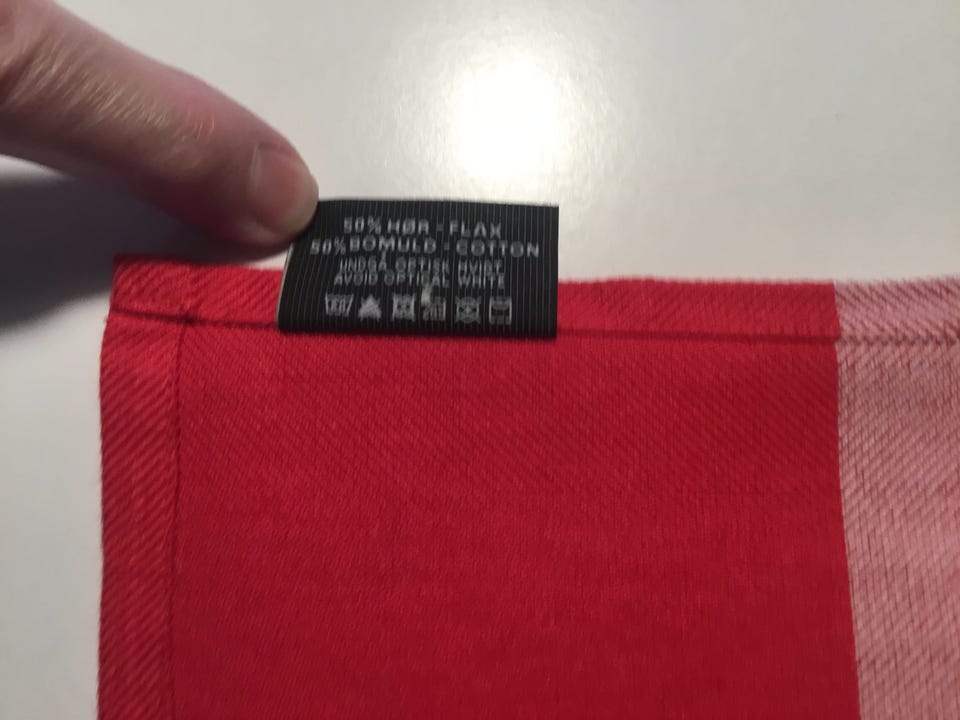 50% HØR - FLAX
50% BOMULD - COTTON
UNDGÅ OPTISK HVIDT
AVOID OPTICAL WHITE